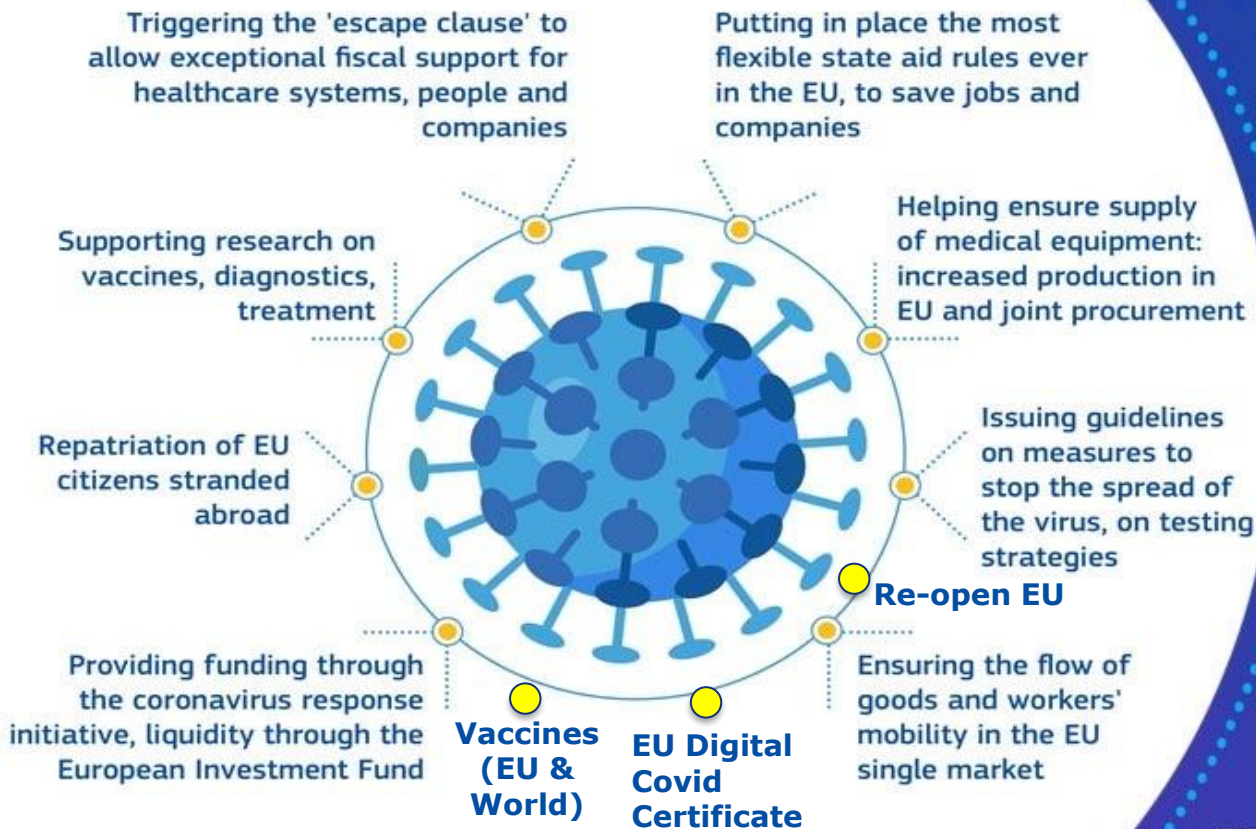 Triggering the 'escape clause' to
allow exceptional fiscal support for
healthcare systems, people and
companies
Putting in place the most
flexible state aid rules ever
in the EU, to save jobs and
companies
Supporting research on
vaccines, diagnostics,
treatment
Helping ensure supply
of medical equipment:
increased production in
EU and joint procurement
Repatriation of EU
citizens stranded
abroad
Issuing guidelines
on measures to
stop the spread of
the virus, on testing
strategies
Re-open EU
Providing funding through
the coronavirus response
initiative, liquidity through the
European Investment Fund
Vaccines
(EU &
World)
EU Digital
Covid
Certificate
Ensuring the flow of
goods and workers'
mobility in the EU
single market